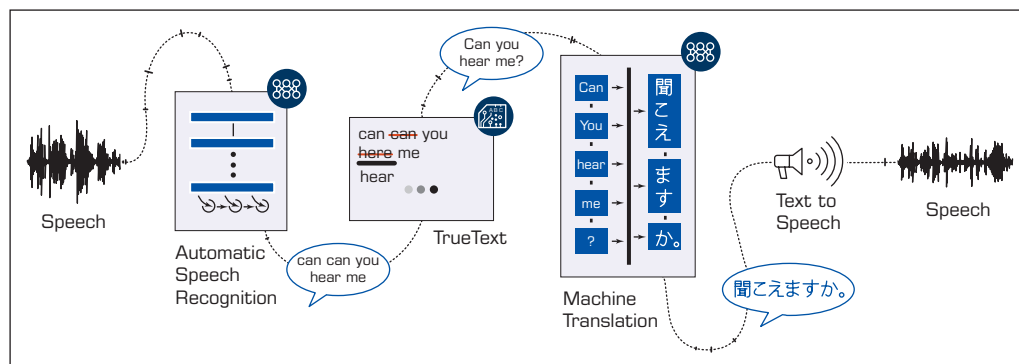 Speech
Automatic
Speech
Recognition
can can you
hear me
can can you
here me
hear
ABC
TrueText
Can you
hear me?
Can
You
hear
me
?
聞こえ
ます
か。
Machine
Translation
聞こえますか。
Text to
Speech
Speech